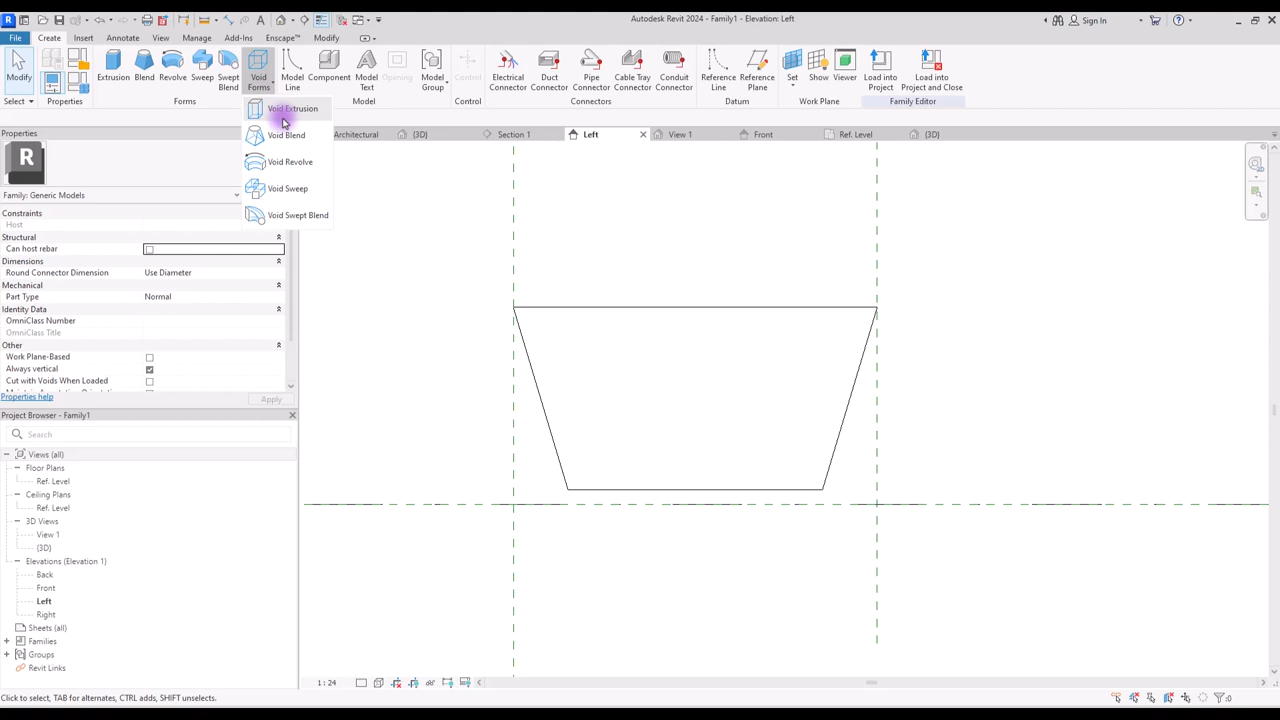 Autodesk Revit 2024 - Family1 - Elevation: Left
Sign In
File Create Insert Annotate View Manage Add-Ins Enscape™ Modify
Modify
Extrusion Blend Revolve Sweep Swept Blend Void Forms Model Line Component Model Text Opening Model Group Control Electrical Connector Duct Connector Pipe Connector Cable Tray Connector Conduit Connector Reference Line Reference Plane Set Show Viewer Load into Project Load into Project and Close
Select Properties Forms Model Control Connectors Datum Work Plane Family Editor
Void Extrusion
Void Blend
Void Revolve
Void Sweep
Void Swept Blend
Architectural {3D} Section 1 Left View 1 Front Ref. Level {3D}
Properties
R
Family: Generic Models
Constraints
Host
Structural
Can host rebar
Dimensions
Round Connector Dimension Use Diameter
Mechanical
Part Type Normal
Identity Data
OmniClass Number
OmniClass Title
Other
Work Plane-Based
Always vertical
Cut with Voids When Loaded
Properties help Apply
Project Browser - Family1
Search
Views (all)
Floor Plans
Ref. Level
Ceiling Plans
Ref. Level
3D Views
View 1
{3D}
Elevations (Elevation 1)
Back
Front
Left
Right
Sheets (all)
Families
Groups
Revit Links
1 : 24
Click to select, TAB for alternates, CTRL adds, SHIFT unselects.
:0